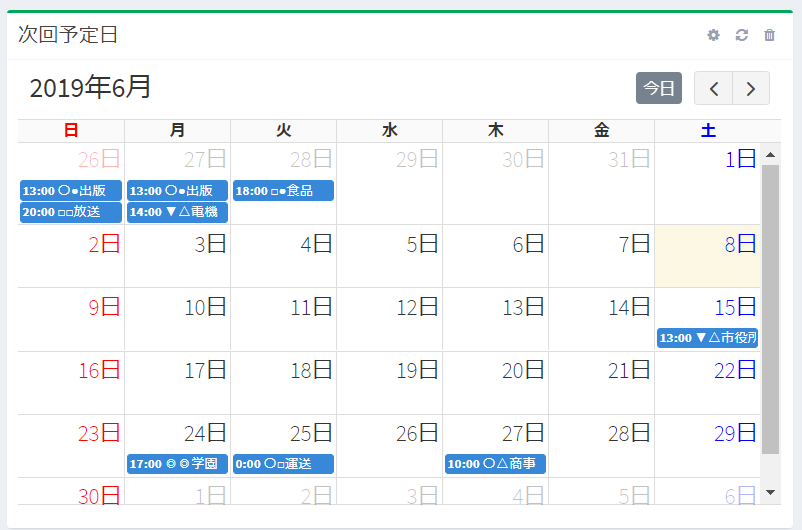 次回予定日
2019年6月
今日
日 月 火 水 木 金 土
26日 27日 28日 29日 30日 31日 1日
13:00 〇●出版 13:00 〇●出版 18:00 □●食品
20:00 □□放送 14:00 ▼△電機
2日 3日 4日 5日 6日 7日 8日
9日 10日 11日 12日 13日 14日 15日
13:00 ▼△市役所
16日 17日 18日 19日 20日 21日 22日
23日 24日 25日 26日 27日 28日 29日
17:00 ◎◎学園 0:00 〇□運送 10:00 〇△商事
30日 1日 2日 3日 4日 5日 6日